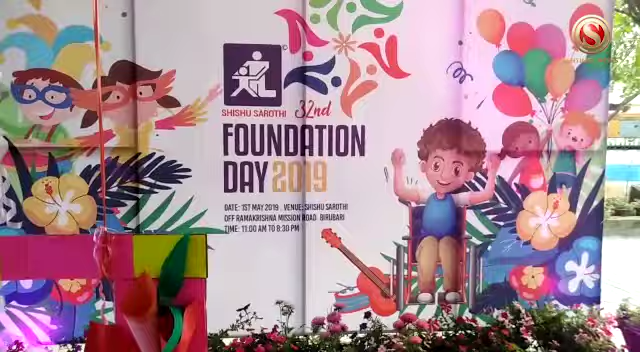 SHISHU SAROTHI
32nd
FOUNDATION
DAY 2019
DATE: 1ST MAY 2019 . VENUE: SHISHU SAROTHI
OFF RAMAKRISHNA MISSION ROAD. BIRUBARI
TIME: 11:00 AM TO 8:30 PM